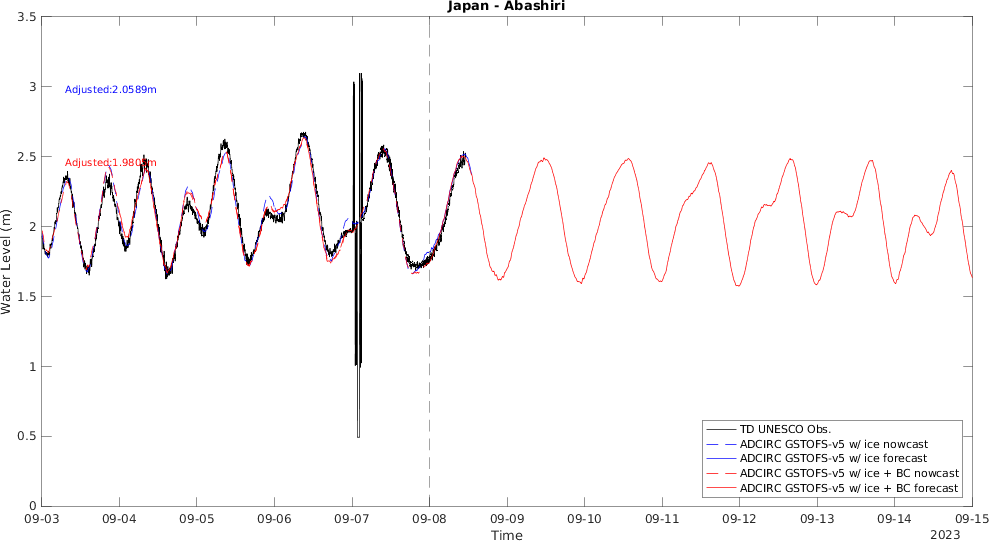 Japan - Abashiri
3.5
3
2.5
2
1.5
1
0.5
0
Water Level (m)
Adjusted:2.0589m
09-03
09-04
09-05
09-06
09-07
09-08
09-09
09-10
09-11
09-12
09-13
09-14
09-15
Time
2023
TD UNESCO Obs.
ADCIRC GSTOFS-v5 w/ ice nowcast
ADCIRC GSTOFS-v5 w/ ice forecast
ADCIRC GSTOFS-v5 w/ ice + BC nowcast
ADCIRC GSTOFS-v5 w/ ice + BC forecast